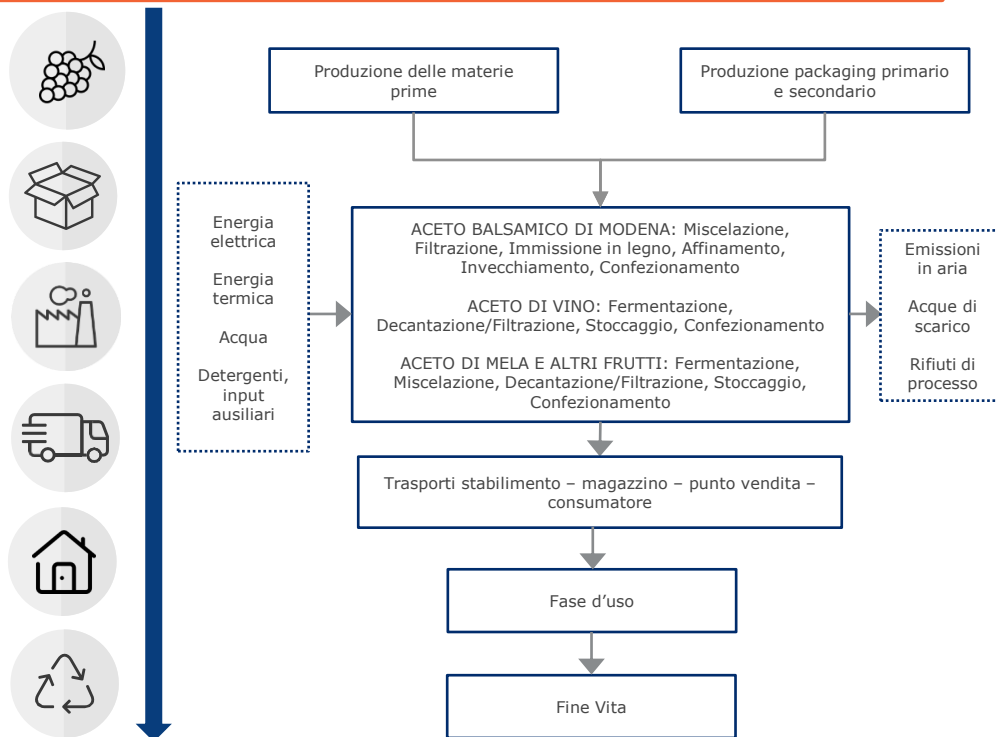 Produzione delle materie
prime
Produzione packaging primario
e secondario
Energia
elettrica
Energia
termica
Acqua
Detergenti,
input
ausiliari
ACETO BALSAMICO DI MODENA: Miscelazione,
Filtrazione, Immissione in legno, Affinamento,
Invecchiamento, Confezionamento
ACETO DI VINO: Fermentazione,
Decantazione/Filtrazione, Stoccaggio, Confezionamento
ACETO DI MELA E ALTRI FRUTTI: Fermentazione,
Miscelazione, Decantazione/Filtrazione, Stoccaggio,
Confezionamento
Emissioni
in aria
Acque di
scarico
Rifiuti di
processo
Trasporti stabilimento – magazzino – punto vendita –
consumatore
Fase d’uso
Fine Vita